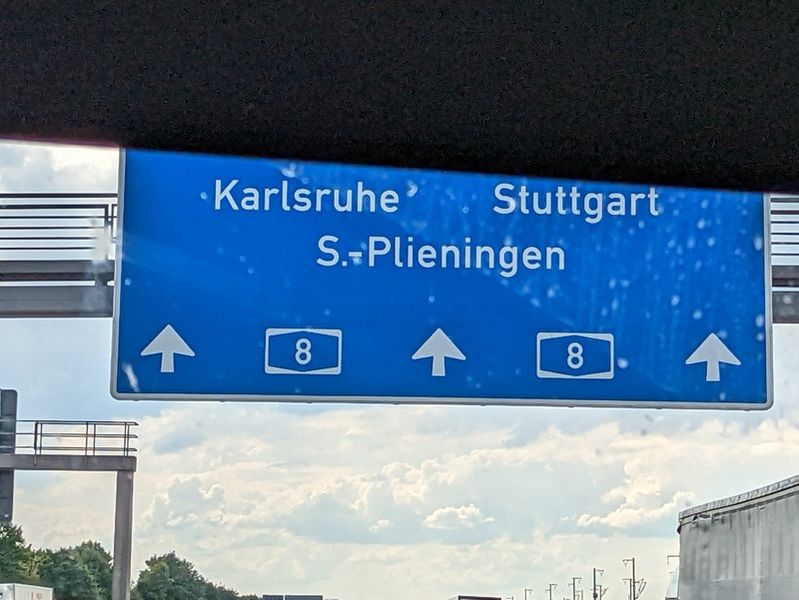 Karlsruhe Stuttgart
S.-Plieningen
8 8